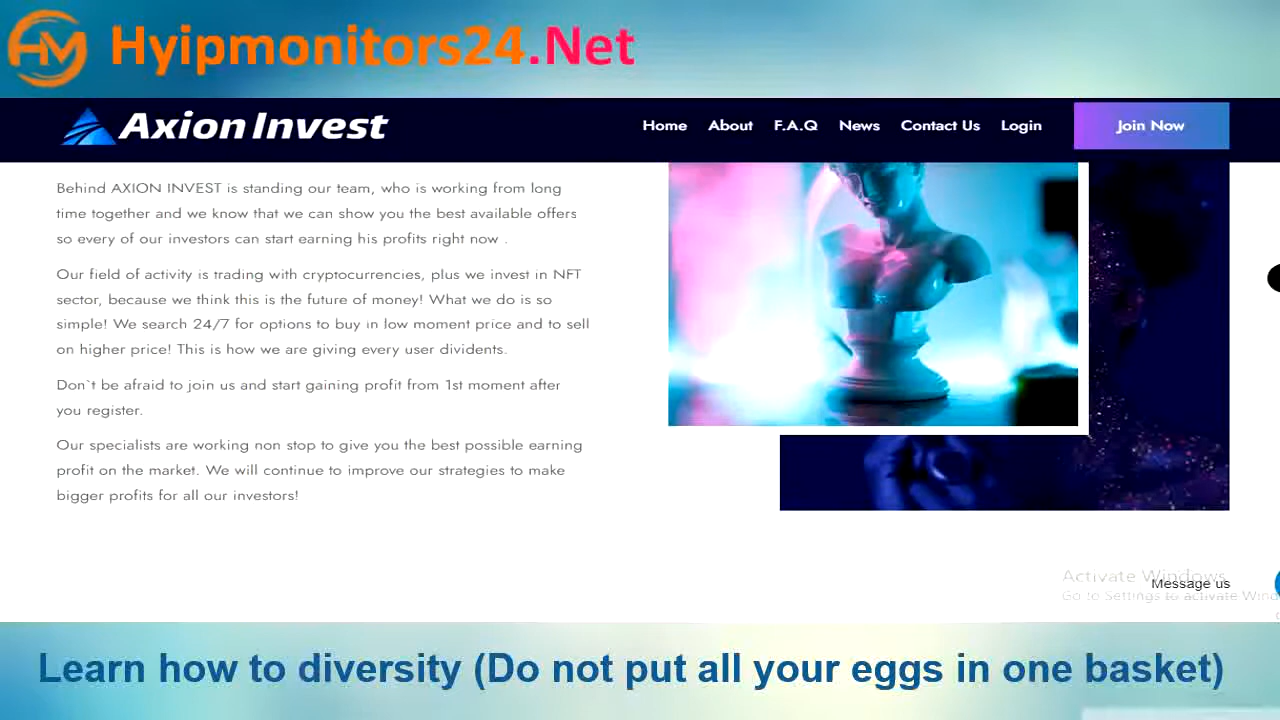 HM Hyipmonitors24.Net
Axion Invest
Home About F.A.Q News Contact Us Login Join Now
Behind AXION INVEST is standing our team, who is working from long
time together and we know that we can show you the best available offers
so every of our investors can start earning his profits right now .
Our field of activity is trading with cryptocurrencies, plus we invest in NFT
sector, because we think this is the future of money! What we do is so
simple! We search 24/7 for options to buy in low moment price and to sell
on higher price! This is how we are giving every user dividents.
Don`t be afraid to join us and start gaining profit from 1st moment after
you register.
Our specialists are working non stop to give you the best possible earning
profit on the market. We will continue to improve our strategies to make
bigger profits for all our investors!
Activate Windows
Message us
Go to Settings to activate Wind
Learn how to diversity (Do not put all your eggs in one basket)